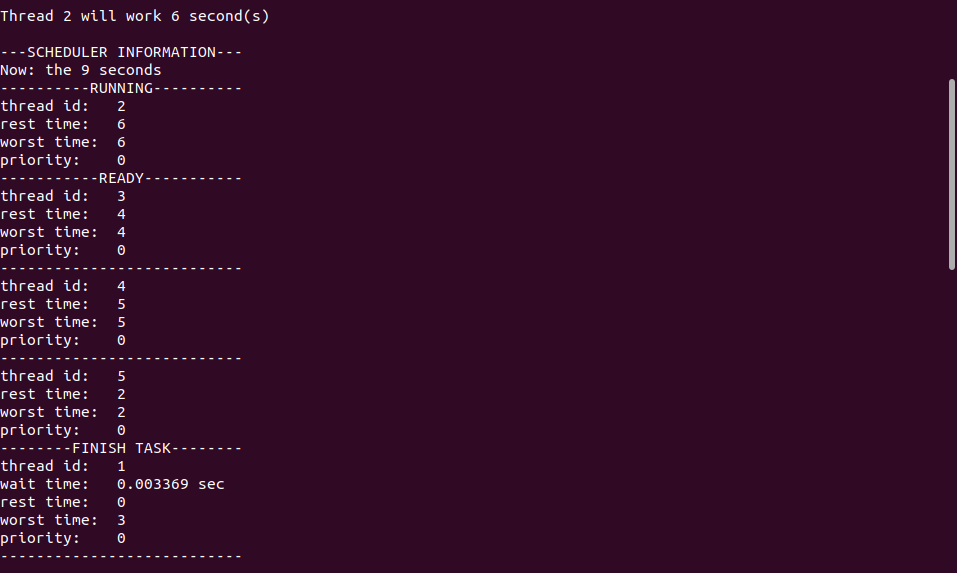 Thread 2 will work 6 second(s)

---SCHEDULER INFORMATION---
Now: the 9 seconds
----------RUNNING----------
thread id:   2
rest time:   6
worst time:  6
priority:    0
-----------READY-----------
thread id:   3
rest time:   4
worst time:  4
priority:    0
---------------------------
thread id:   4
rest time:   5
worst time:  5
priority:    0
---------------------------
thread id:   5
rest time:   2
worst time:  2
priority:    0
--------FINISH TASK--------
thread id:   1
wait time:   0.003369 sec
rest time:   0
worst time:  3
priority:    0
---------------------------